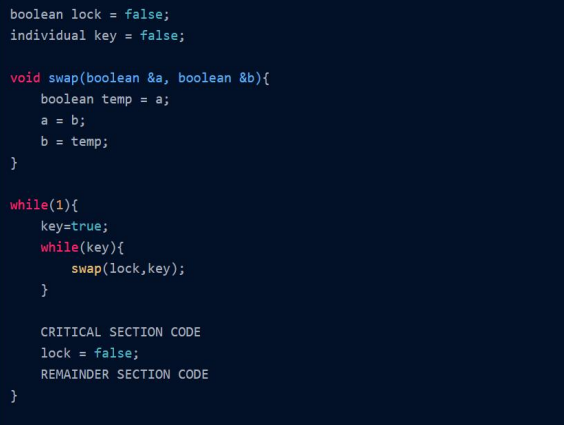 boolean lock = false;
individual key = false;

void swap(boolean &a, boolean &b){
    boolean temp = a;
    a = b;
    b = temp;
}

while(1){
    key=true;
    while(key){
        swap(lock,key);
    }

    CRITICAL SECTION CODE
    lock = false;
    REMAINDER SECTION CODE
}